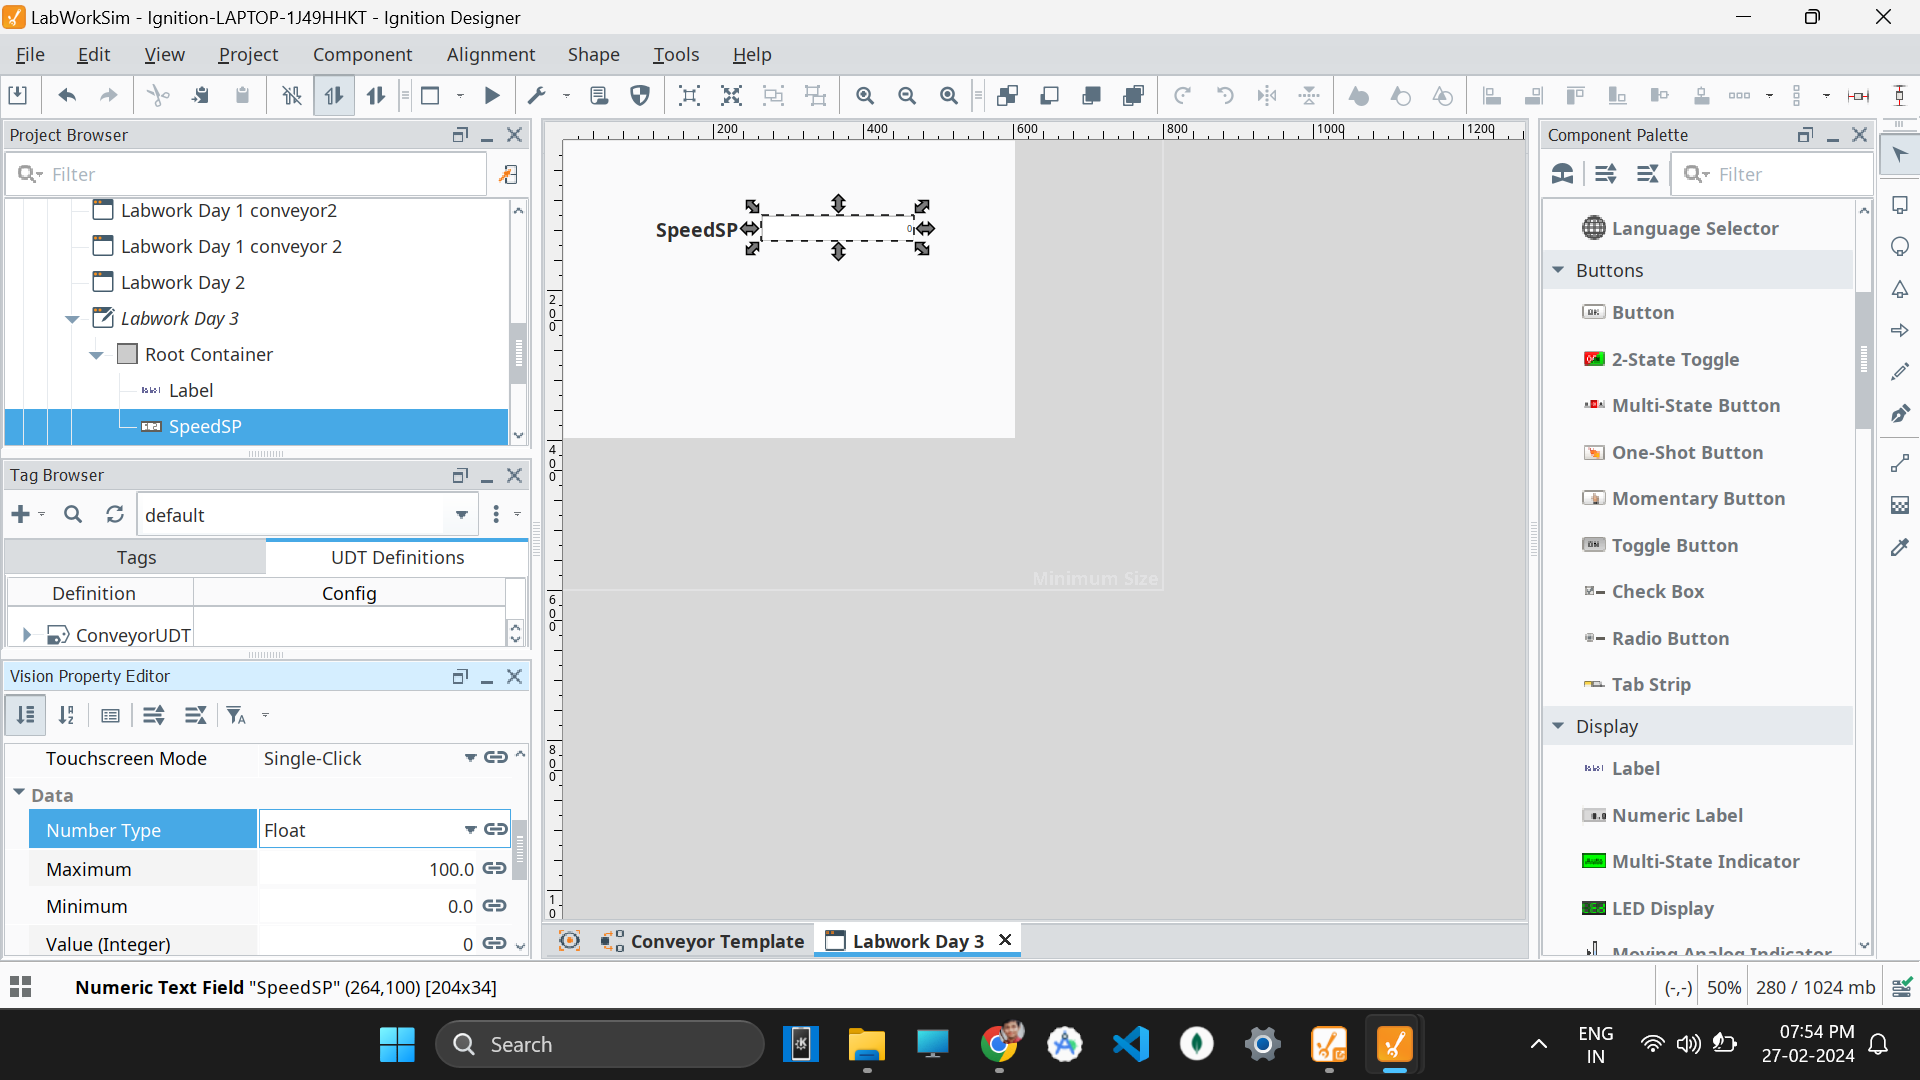 LabWorkSim - Ignition-LAPTOP-1J49HHKT - Ignition Designer
File Edit View Project Component Alignment Shape Tools Help
Project Browser
Filter
Labwork Day 1 conveyor2
Labwork Day 1 conveyor 2
Labwork Day 2
Labwork Day 3
Root Container
Label
SpeedSP
Tag Browser
default
Tags UDT Definitions
Definition Config
ConveyorUDT
Vision Property Editor
Touchscreen Mode Single-Click
Data
Number Type Float
Maximum 100.0
Minimum 0.0
Value (Integer) 0
200 400 600 800 1000 1200
200
400
600
800
10
SpeedSP 0
Minimum Size
Conveyor Template Labwork Day 3
Component Palette
Filter
Language Selector
Buttons
Button
2-State Toggle
Multi-State Button
One-Shot Button
Momentary Button
Toggle Button
Check Box
Radio Button
Tab Strip
Display
Label
Numeric Label
Multi-State Indicator
LED Display
Moving Analog Indicator
Numeric Text Field "SpeedSP" (264,100) [204x34]
(-,-) 50% 280 / 1024 mb
Search
ENG
IN
07:54 PM
27-02-2024